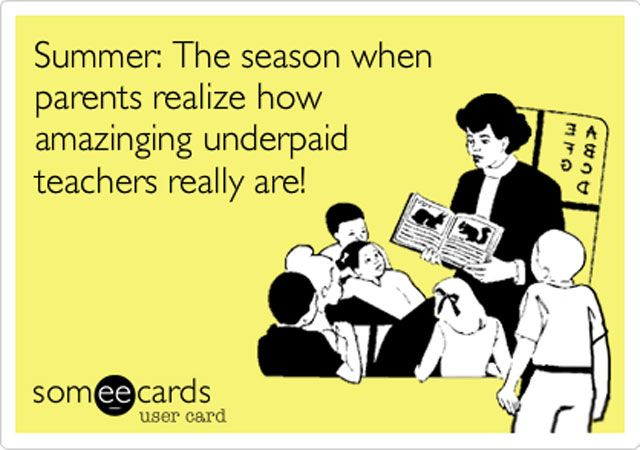 Summer: The season when
parents realize how
amazinging underpaid
teachers really are!
E A
F B
G C
D
someecards
user card